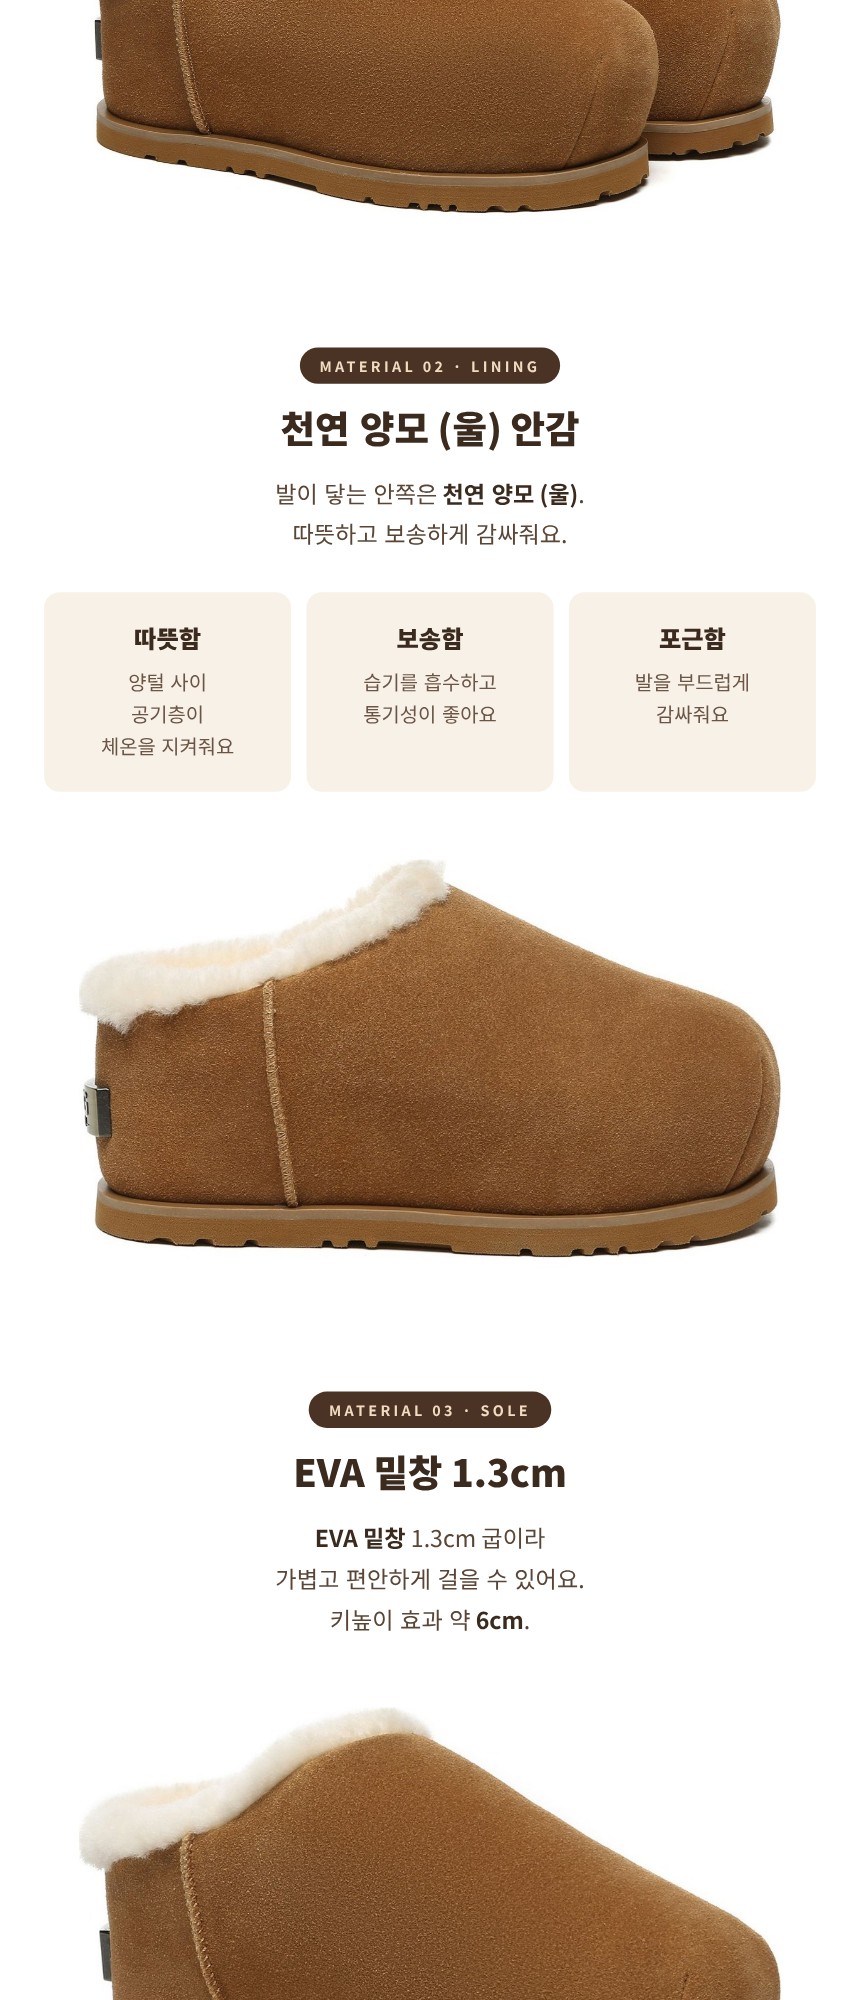 MATERIAL 02 · LINING
천연 양모 (울) 안감
발이 닿는 안쪽은 천연 양모 (울).
따뜻하고 보송하게 감싸줘요.
따뜻함
양털 사이
공기층이
체온을 지켜줘요
보송함
습기를 흡수하고
통기성이 좋아요
포근함
발을 부드럽게
감싸줘요
MATERIAL 03 · SOLE
EVA 밑창 1.3cm
EVA 밑창 1.3cm 굽이라
가볍고 편안하게 걸을 수 있어요.
키높이 효과 약 6cm.